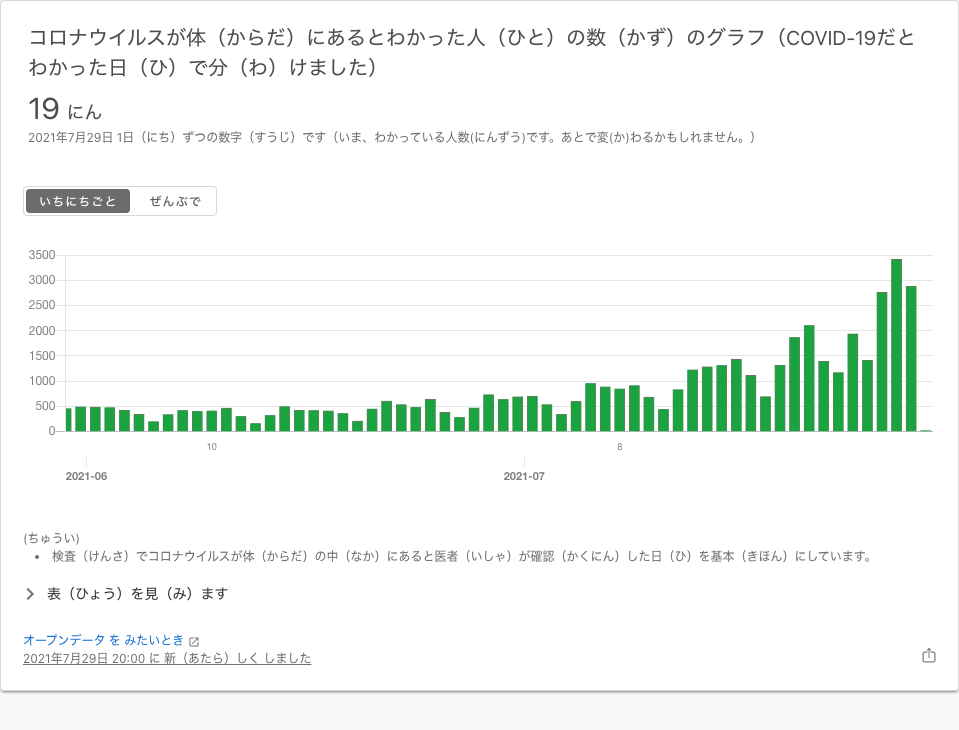 コロナウイルスが体（からだ）にあるとわかった人（ひと）の数（かず）のグラフ（COVID-19だと
わかった日（ひ）で分（わ）けました）
19 にん
2021年7月29日 1日（にち）ずつの数字（すうじ）です（いま、わかっている人数(にんずう)です。あとで変(か)わるかもしれません。）
いちにちごと ぜんぶで
3500
3000
2500
2000
1500
1000
500
0
10 8
2021-06 2021-07
(ちゅうい)
• 検査（けんさ）でコロナウイルスが体（からだ）の中（なか）にあると医者（いしゃ）が確認（かくにん）した日（ひ）を基本（きほん）にしています。
表（ひょう）を見（み）ます
オープンデータ を みたいとき
2021年7月29日 20:00 に 新（あたら）しく しました